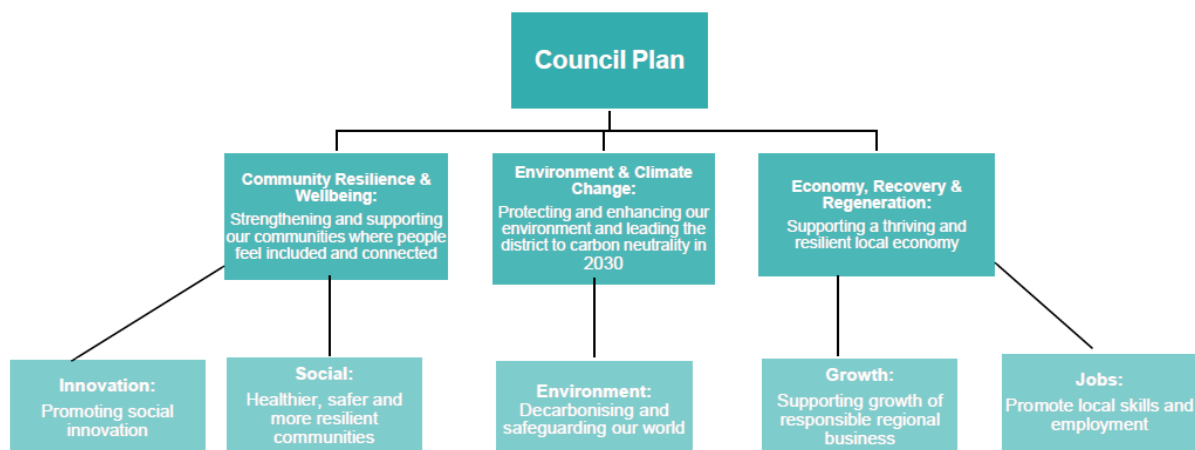 Council Plan
Community Resilience &
Wellbeing:
Strengthening and supporting
our communities where people
feel included and connected
Environment & Climate
Change:
Protecting and enhancing our
environment and leading the
district to carbon neutrality in
2030
Economy, Recovery &
Regeneration:
Supporting a thriving and
resilient local economy
Innovation:
Promoting social
innovation
Social:
Healthier, safer and
more resilient
communities
Environment:
Decarbonising and
safeguarding our world
Growth:
Supporting growth of
responsible regional
business
Jobs:
Promote local skills and
employment